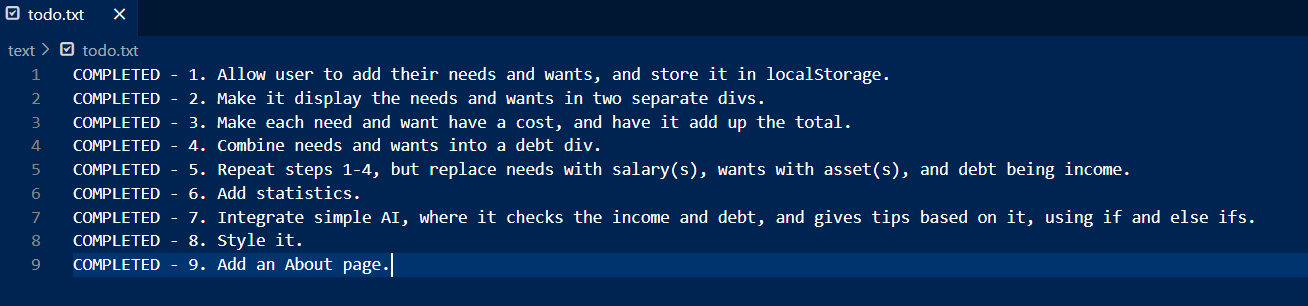 todo.txt
text > todo.txt
1 COMPLETED - 1. Allow user to add their needs and wants, and store it in localStorage.
2 COMPLETED - 2. Make it display the needs and wants in two separate divs.
3 COMPLETED - 3. Make each need and want have a cost, and have it add up the total.
4 COMPLETED - 4. Combine needs and wants into a debt div.
5 COMPLETED - 5. Repeat steps 1-4, but replace needs with salary(s), wants with asset(s), and debt being income.
6 COMPLETED - 6. Add statistics.
7 COMPLETED - 7. Integrate simple AI, where it checks the income and debt, and gives tips based on it, using if and else ifs.
8 COMPLETED - 8. Style it.
9 COMPLETED - 9. Add an About page.